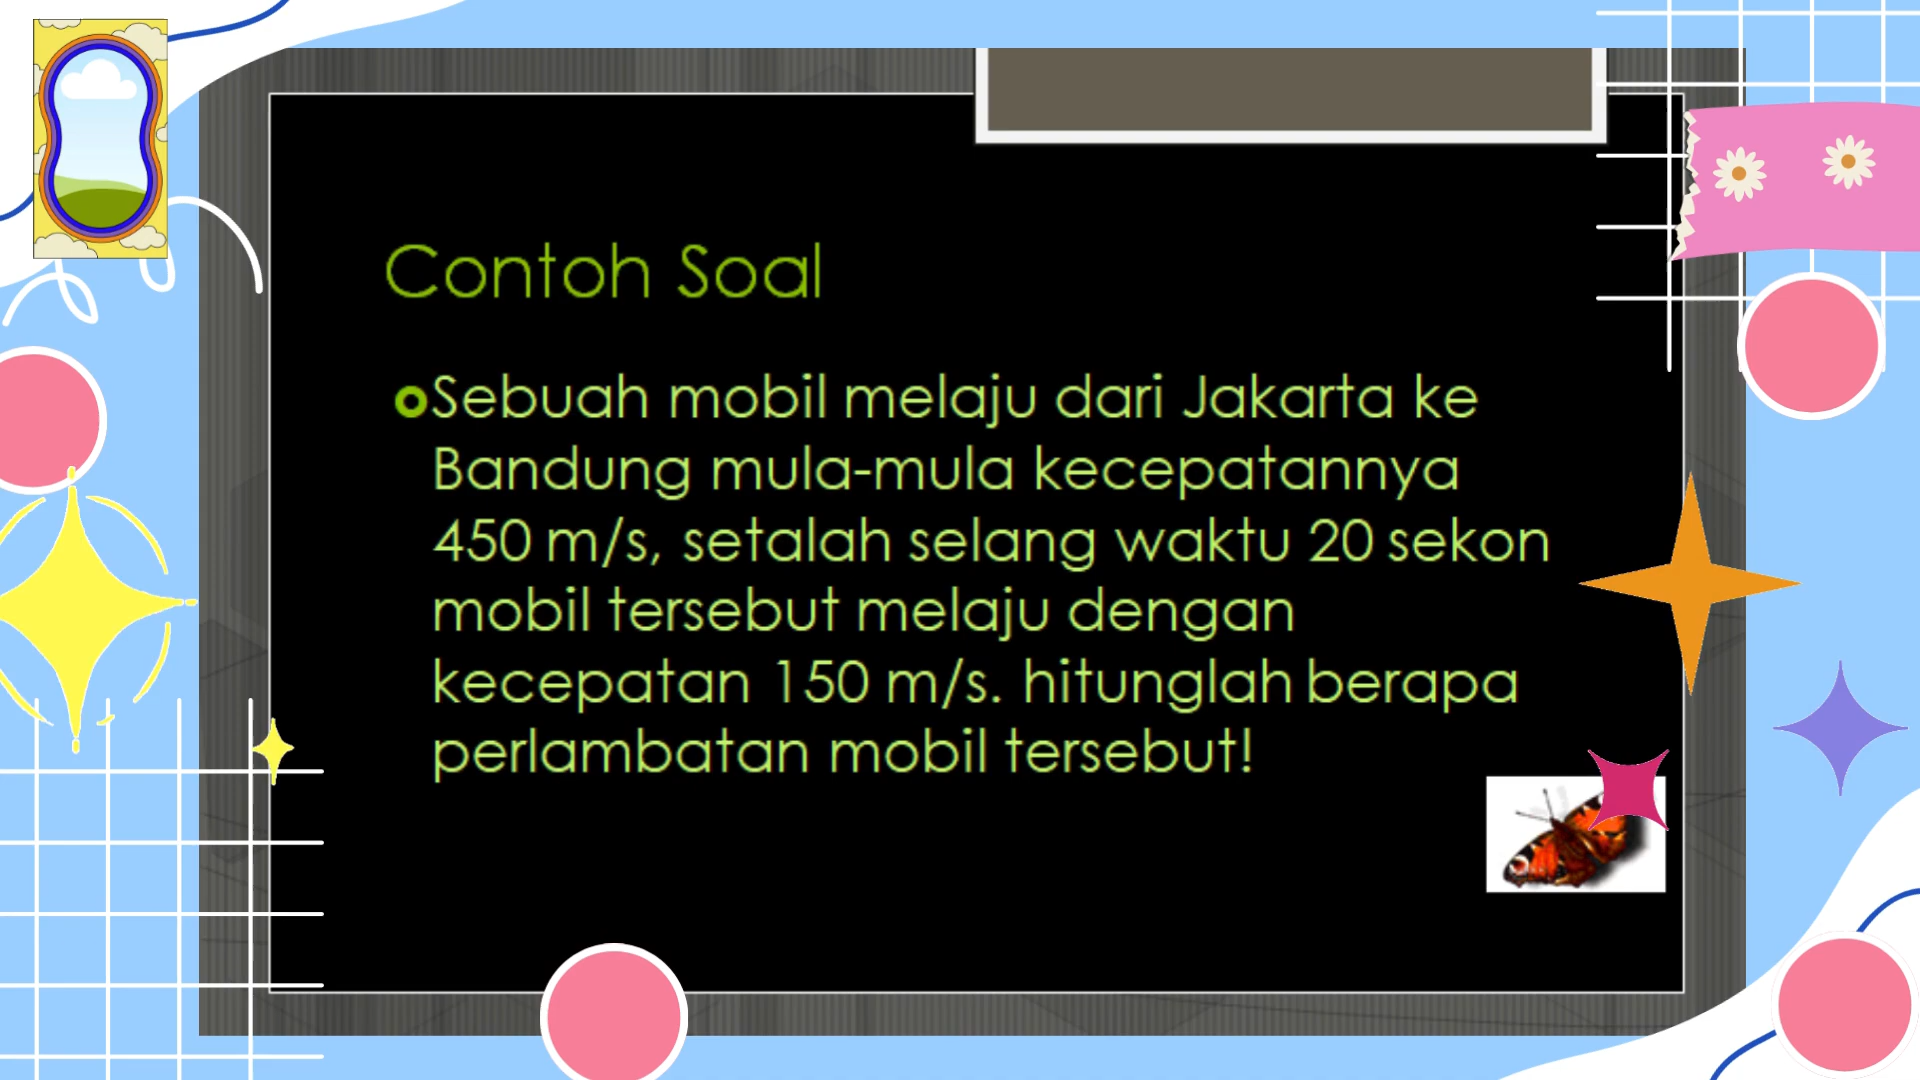 Contoh Soal
Sebuah mobil melaju dari Jakarta ke
Bandung mula-mula kecepatannya
450 m/s, setalah selang waktu 20 sekon
mobil tersebut melaju dengan
kecepatan 150 m/s. hitunglah berapa
perlambatan mobil tersebut!